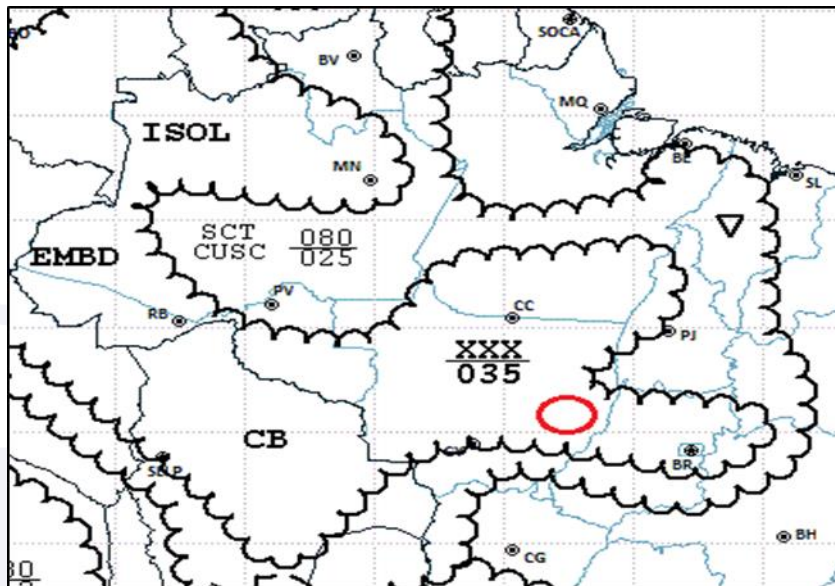 SOCA
BV
MQ
ISOL
BE
MN
SL
SCT 080
CUSC 025
EMBD
PV
RB
CC
PJ
XXX
035
CB
BR
BH
CG